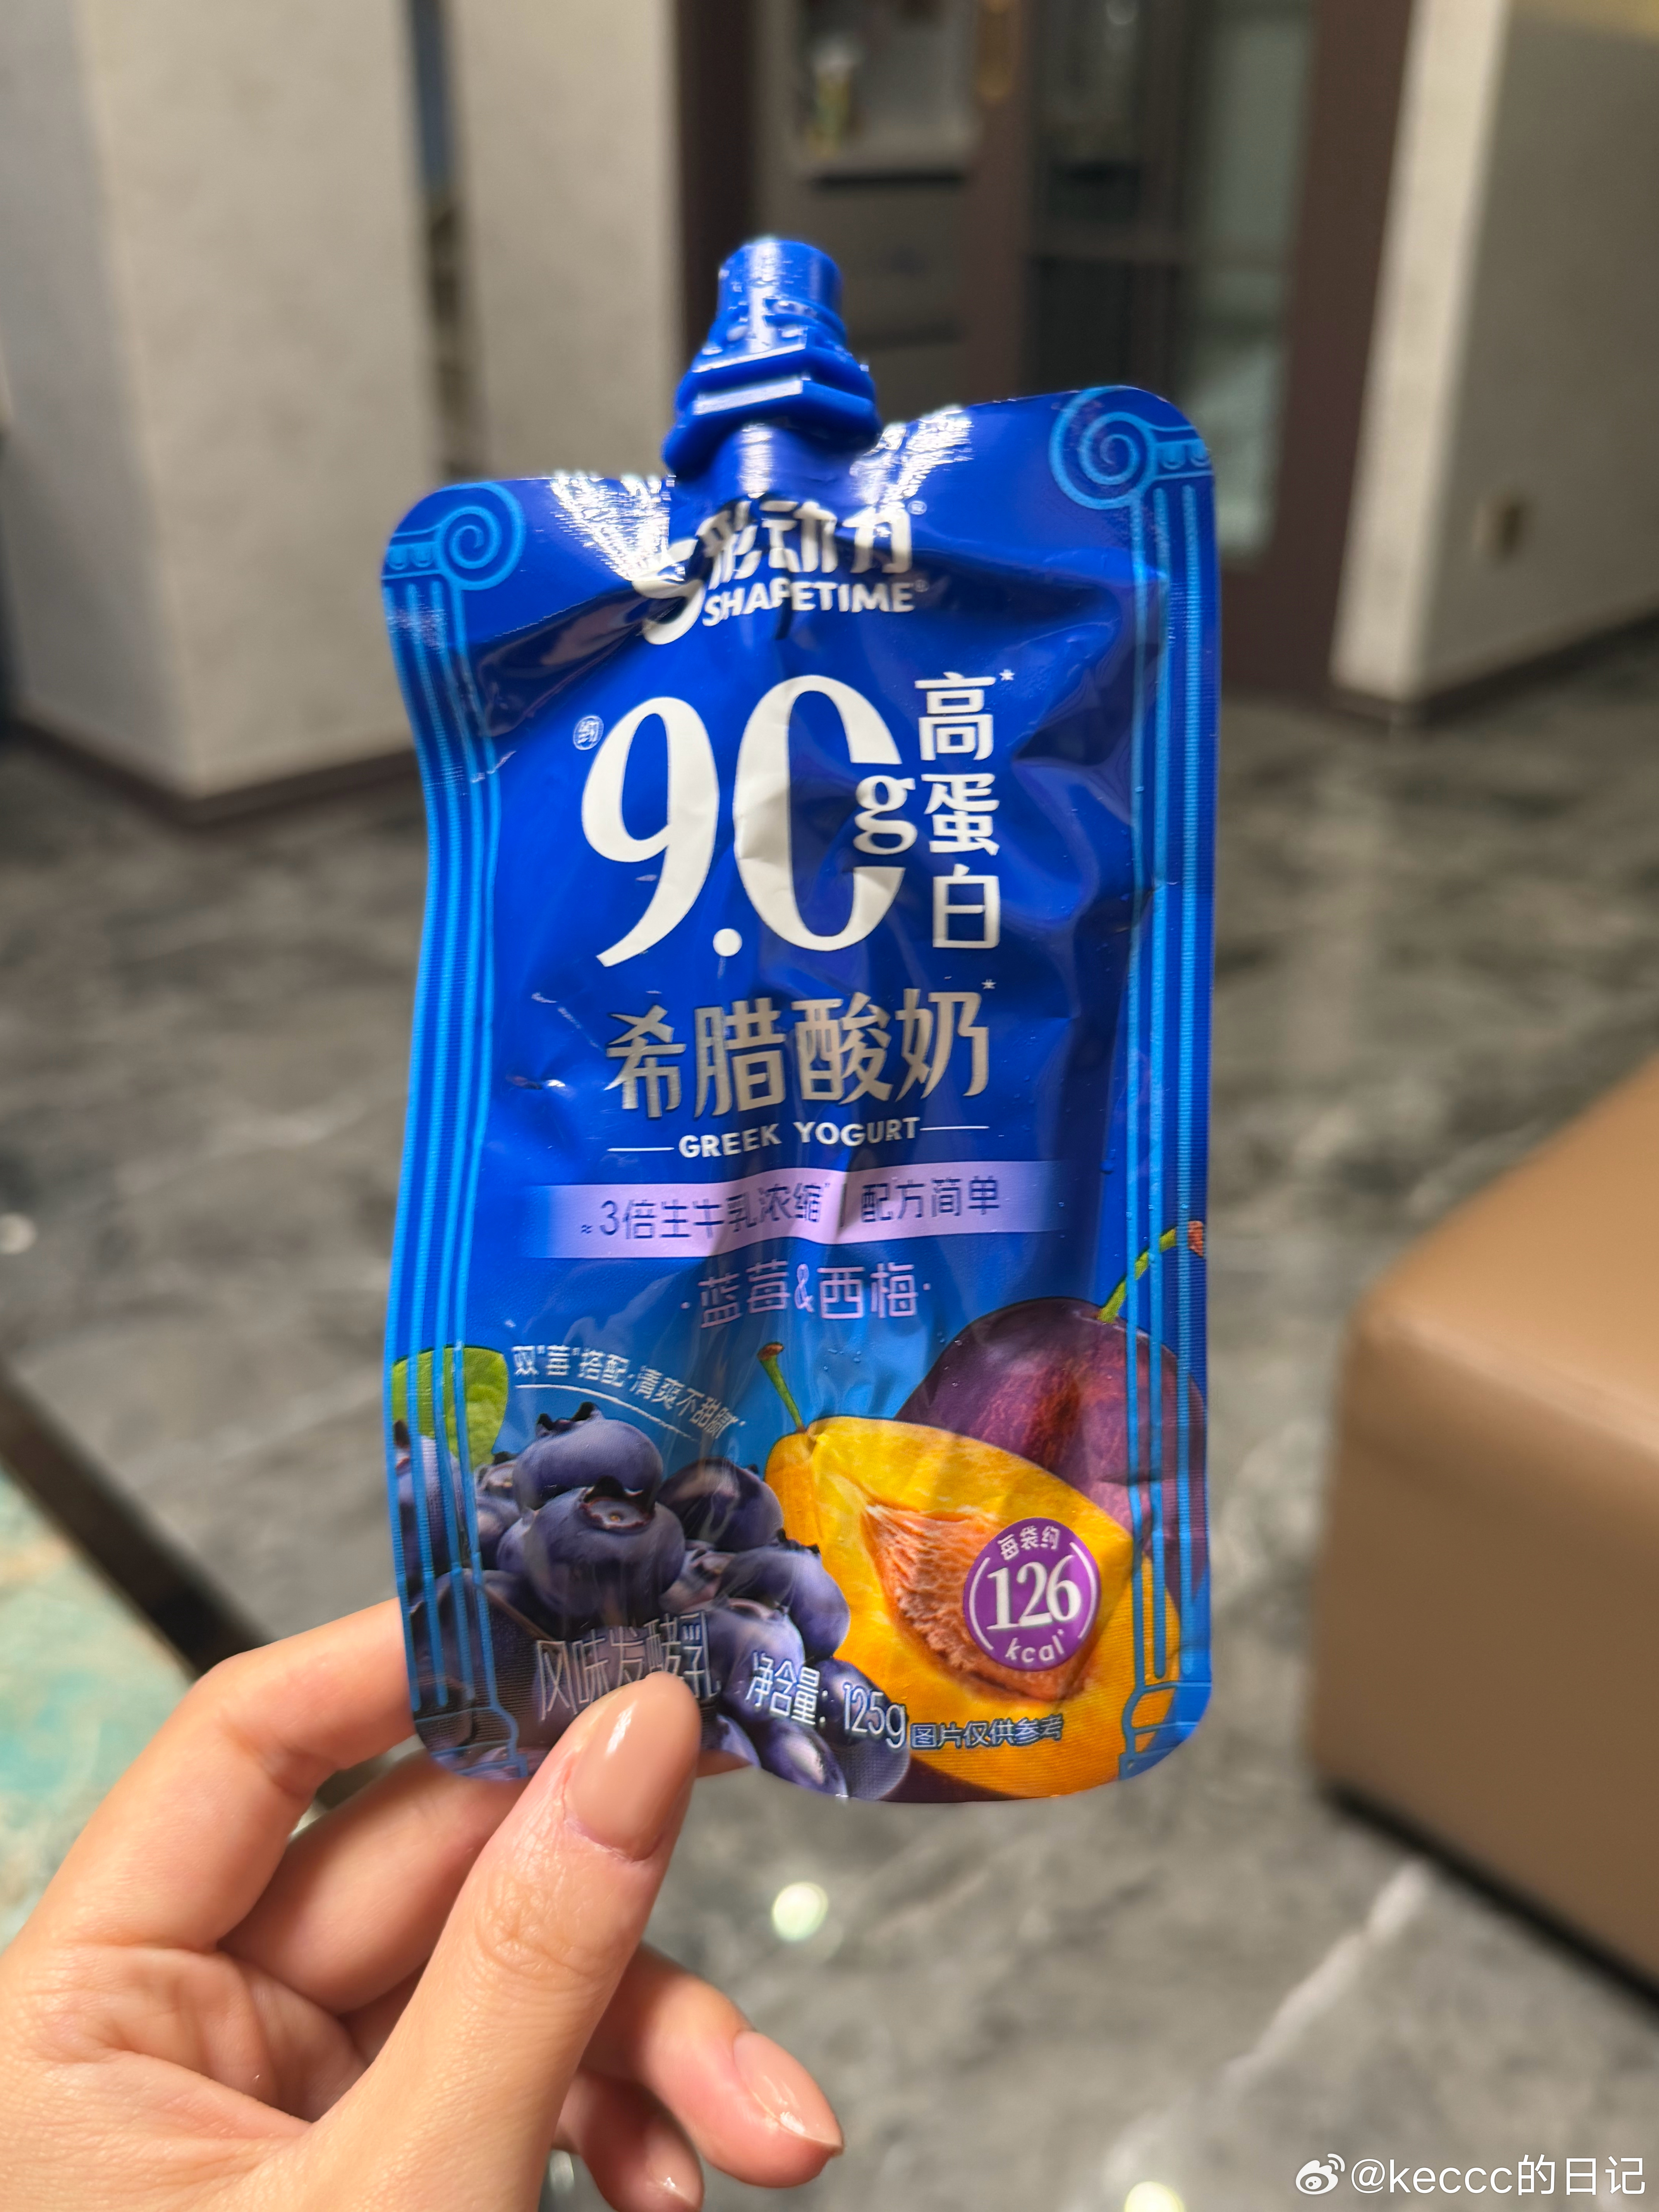 形动力
SHAPETIME
约
9.0g
高蛋白*
希腊酸奶*
GREEK YOGURT
≈3倍生牛乳浓缩 配方简单
·蓝莓&西梅·
双"莓"搭配·清爽不甜腻
每袋约
126
kcal
风味发酵乳
净含量：125g
图片仅供参考
@keccc的日记